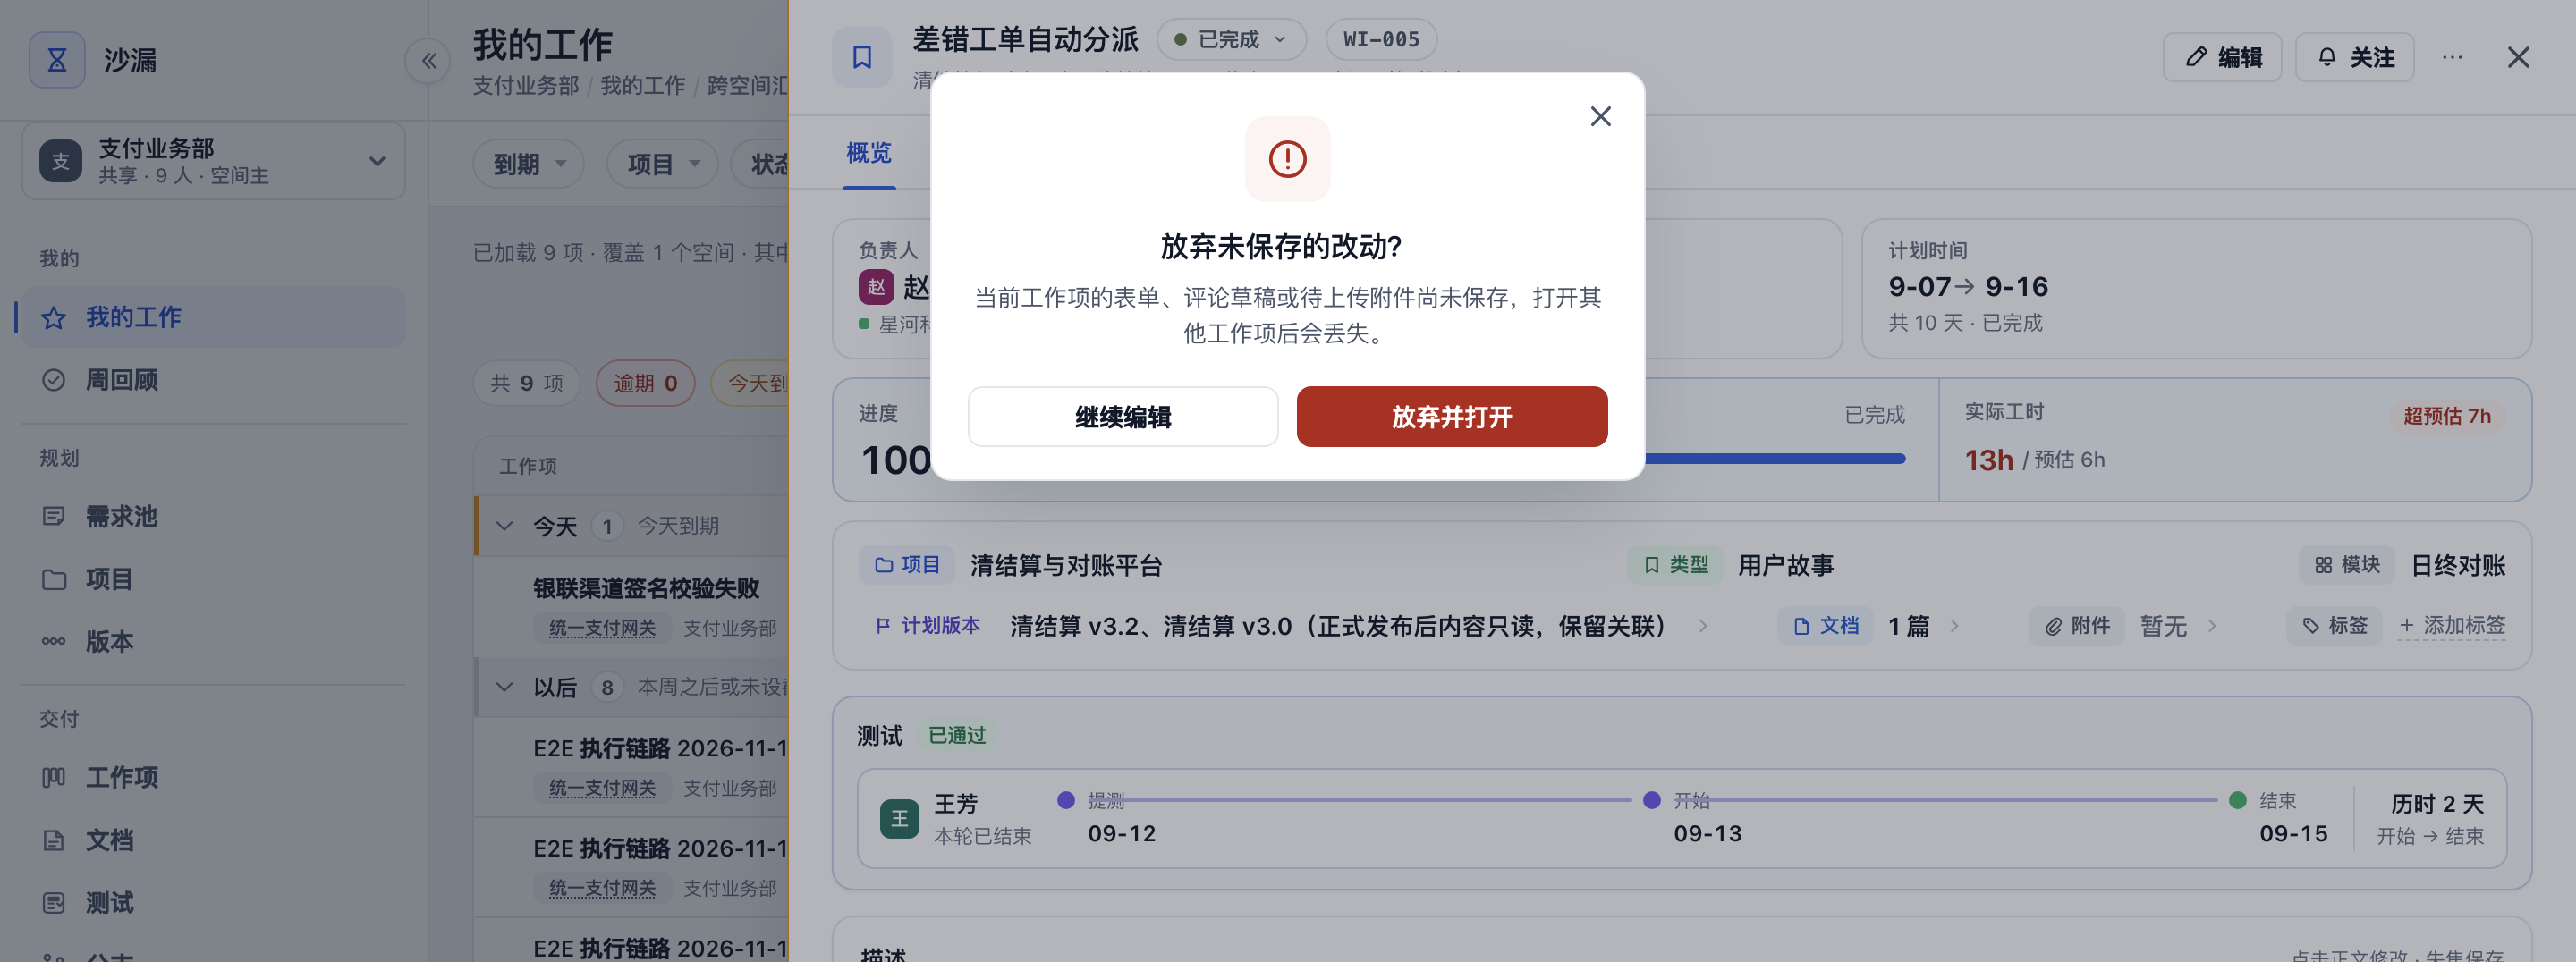 沙漏
支
支付业务部
共享 · 9 人 · 空间主
我的
我的工作
周回顾
规划
需求池
项目
版本
交付
工作项
文档
测试
我的工作
支付业务部 / 我的工作 / 跨空间汇
到期
项目
状态
已加载 9 项 · 覆盖 1 个空间 · 其中
共 9 项
逾期 0
今天到
工作项
今天 1 今天到期
银联渠道签名校验失败
统一支付网关 支付业务部
以后 8 本周之后或未设
E2E 执行链路 2026-11-1
统一支付网关 支付业务部
E2E 执行链路 2026-11-1
统一支付网关 支付业务部
E2E 执行链路 2026-11-1
差错工单自动分派
已完成
WI-005
编辑
关注
概览
放弃未保存的改动?
当前工作项的表单、评论草稿或待上传附件尚未保存，打开其
他工作项后会丢失。
继续编辑
放弃并打开
负责人
赵 赵
计划时间
9-07→ 9-16
共 10 天 · 已完成
进度
已完成
100
实际工时
超预估 7h
13h / 预估 6h
项目 清结算与对账平台
类型 用户故事
模块 日终对账
计划版本 清结算 v3.2、清结算 v3.0（正式发布后内容只读，保留关联）
文档 1 篇
附件 暂无
标签 + 添加标签
测试 已通过
王 王芳
本轮已结束
提测
09-12
开始
09-13
结束
09-15
历时 2 天
开始 → 结束
描述
点击正文修改 · 失焦保存